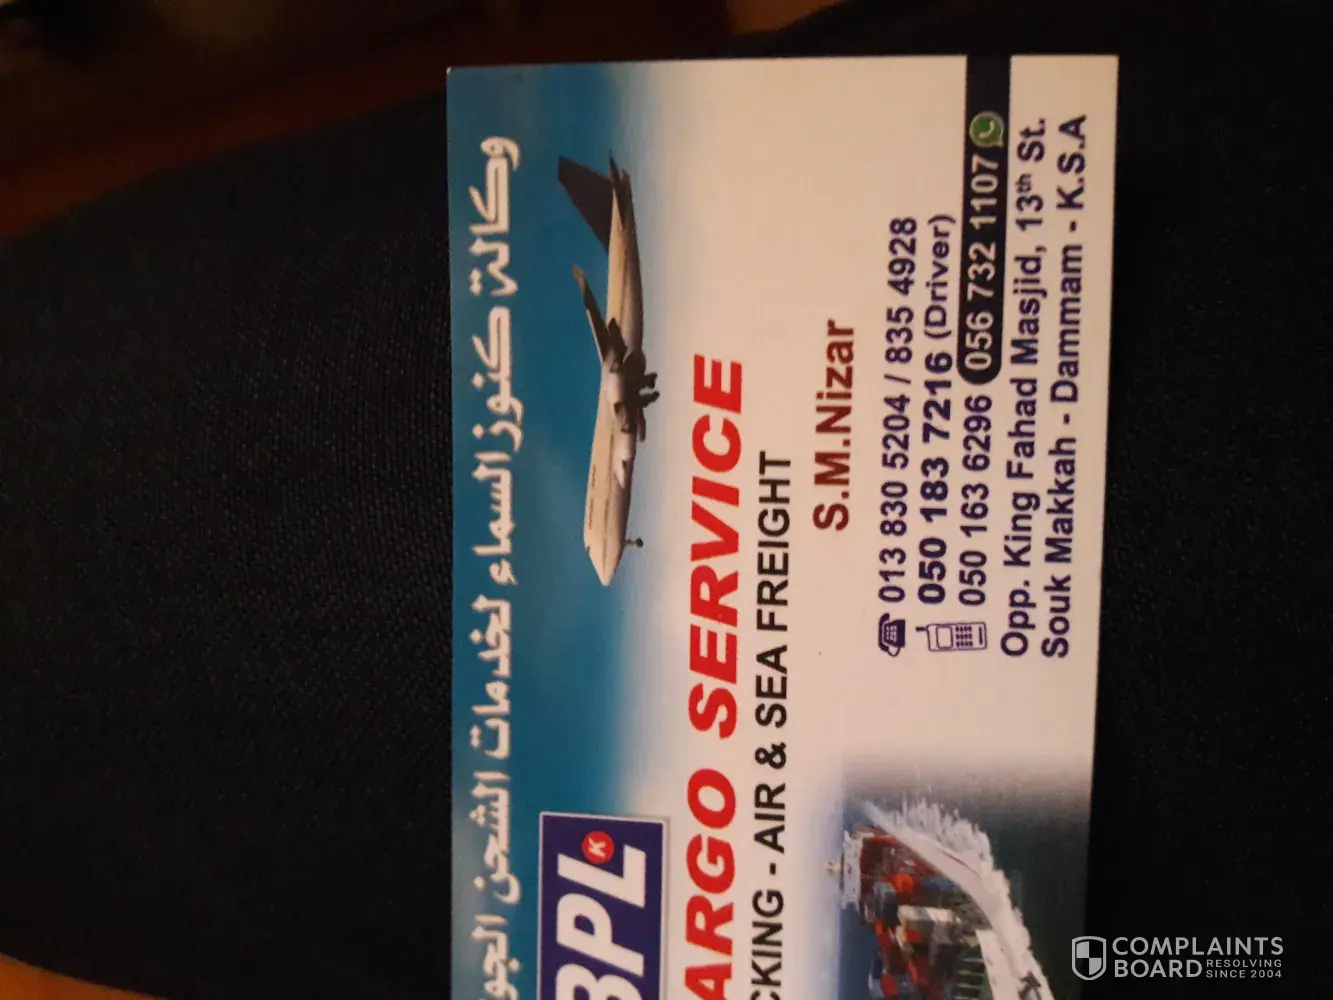 وكالة كنوز السماء لخدمات الشحن الجو
BPL
K
ARGO SERVICE
CKING - AIR & SEA FREIGHT
S.M.Nizar
013 830 5204 / 835 4928
050 183 7216 (Driver)
050 163 6296 056 732 1107
Opp. King Fahad Masjid, 13th St.
Souk Makkah - Dammam - K.S.A
COMPLAINTS
BOARD RESOLVING SINCE 2004